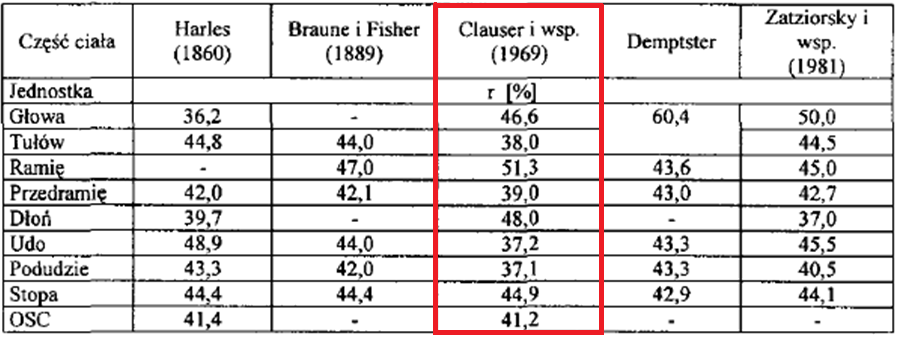 Część ciała Harles (1860) Braune i Fisher (1889) Clauser i wsp. (1969) Demptster Zatziorsky i wsp. (1981)
Jednostka r [%]
Głowa 36,2 - 46,6 60,4 50,0
Tułów 44,8 44,0 38,0 44,5
Ramię - 47,0 51,3 43,6 45,0
Przedramię 42,0 42,1 39,0 43,0 42,7
Dłoń 39,7 - 48,0 - 37,0
Udo 48,9 44,0 37,2 43,3 45,5
Podudzie 43,3 42,0 37,1 43,3 40,5
Stopa 44,4 44,4 44,9 42,9 44,1
OSC 41,4 - 41,2 - -